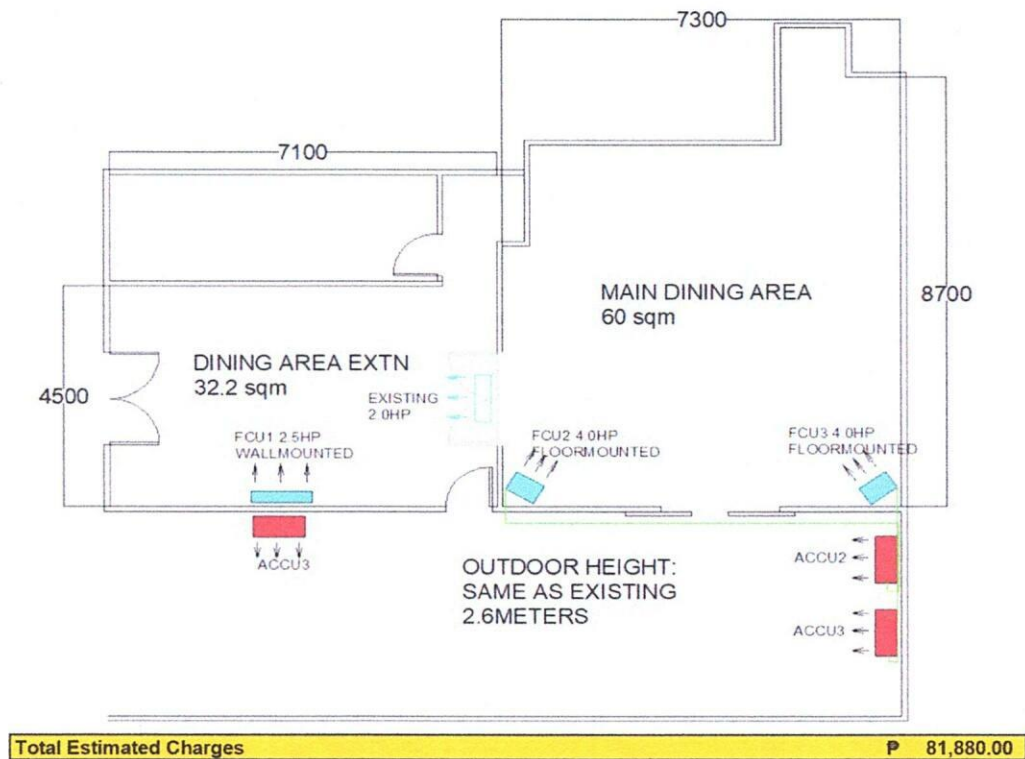 7300
7100
8700
MAIN DINING AREA
60 sqm
DINING AREA EXTN
32.2 sqm
4500
EXISTING
2.0HP
FCU1 2.5HP
WALLMOUNTED
FCU2 4.0HP
FLOORMOUNTED
FCU3 4.0HP
FLOORMOUNTED
ACCU3
OUTDOOR HEIGHT:
SAME AS EXISTING
2.6METERS
ACCU2
ACCU3
Total Estimated Charges ₱ 81,880.00